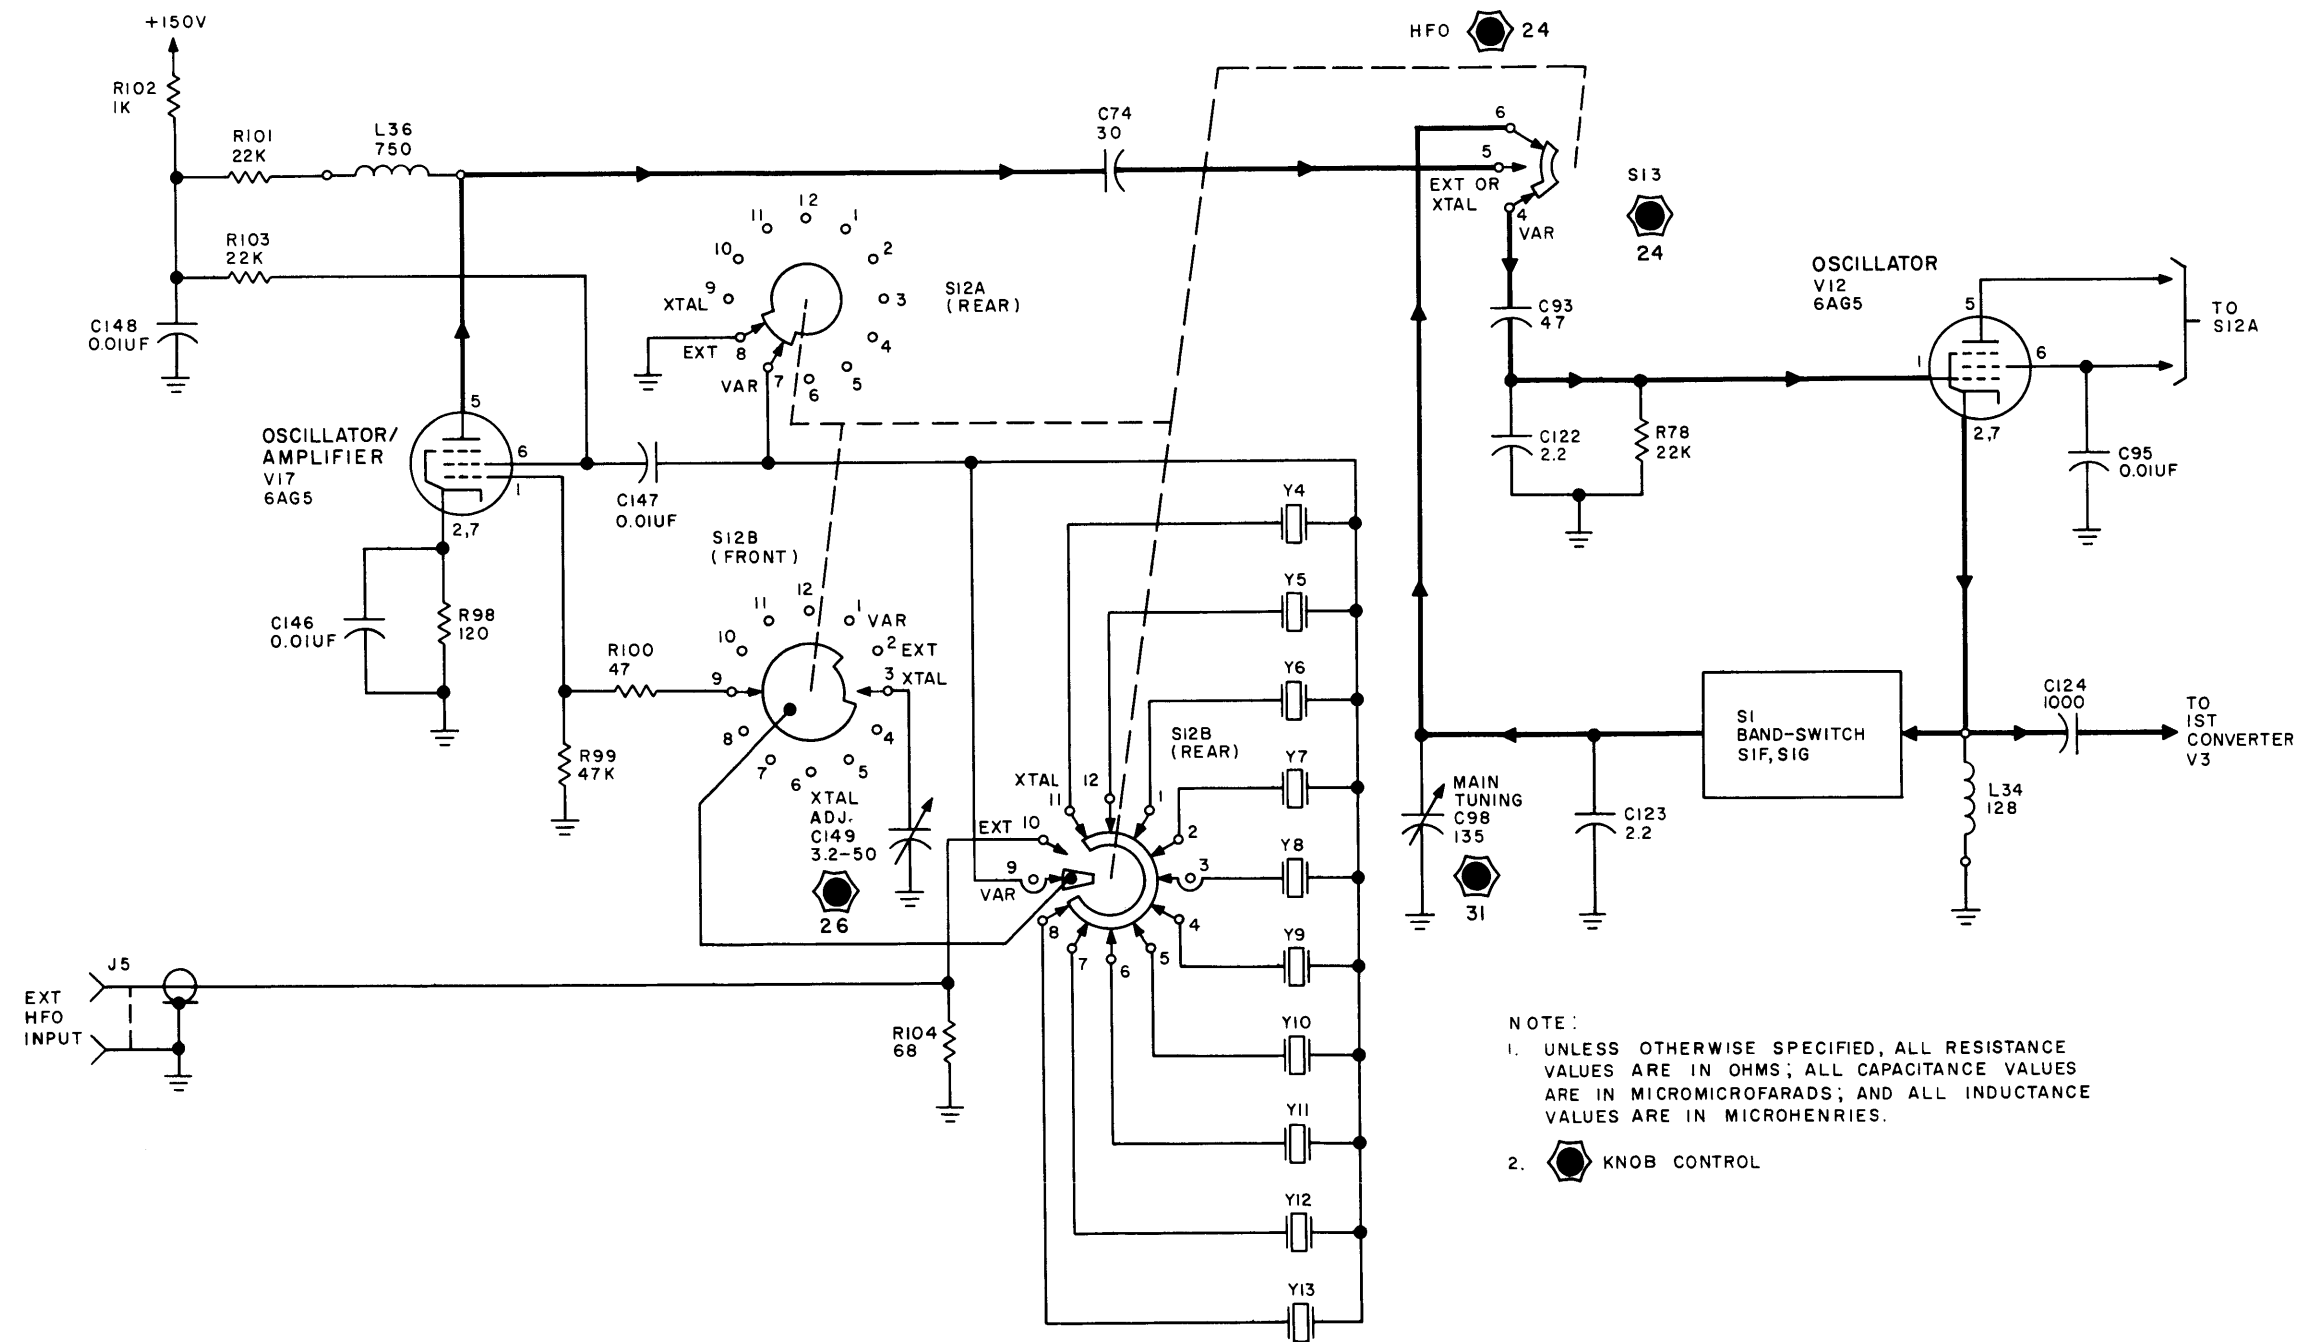 +150V
R102
1K
R101
22K
L36
750
C74
30
HFO 24
6
5
EXT OR
XTAL
4
VAR
S13
24
R103
22K
C148
0.01UF
12
11
1
10
2
9
XTAL
3
S12A
(REAR)
EXT 8
4
VAR 7
5
6
OSCILLATOR
V12
6AG5
5
1
6
2,7
TO
S12A
C93
47
C122
2.2
R78
22K
C95
0.01UF
5
OSCILLATOR/
AMPLIFIER
V17
6AG5
6
1
2,7
C147
0.01UF
C146
0.01UF
R98
120
S12B
(FRONT)
12
11
1 VAR
10
2 EXT
9
3 XTAL
8
4
7
5
6
R100
47
R99
47K
XTAL
ADJ.
C149
3.2-50
26
Y4
Y5
Y6
Y7
Y8
Y9
Y10
Y11
Y12
Y13
S12B
(REAR)
XTAL
11
12
1
EXT 10
2
9
VAR
3
8
4
7
5
6
S1
BAND-SWITCH
S1F, S1G
C124
1000
TO
1ST
CONVERTER
V3
L34
128
MAIN
TUNING
C98
135
31
C123
2.2
J5
EXT
HFO
INPUT
R104
68
NOTE:
1. UNLESS OTHERWISE SPECIFIED, ALL RESISTANCE
VALUES ARE IN OHMS; ALL CAPACITANCE VALUES
ARE IN MICROMICROFARADS; AND ALL INDUCTANCE
VALUES ARE IN MICROHENRIES.
2. KNOB CONTROL